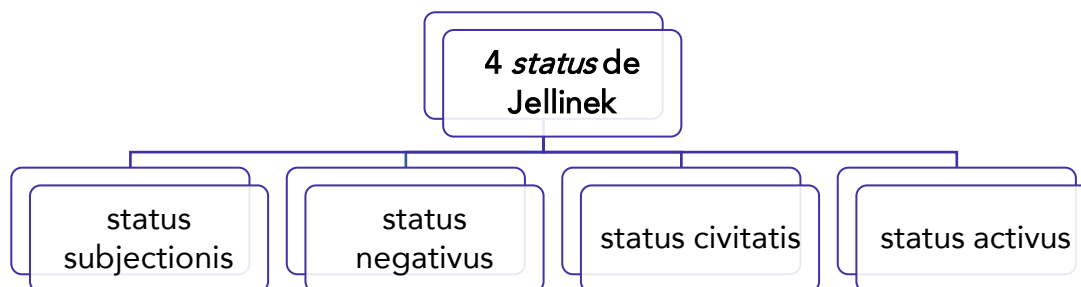 4 status de
Jellinek
status
subjectionis
status
negativus
status civitatis
status activus